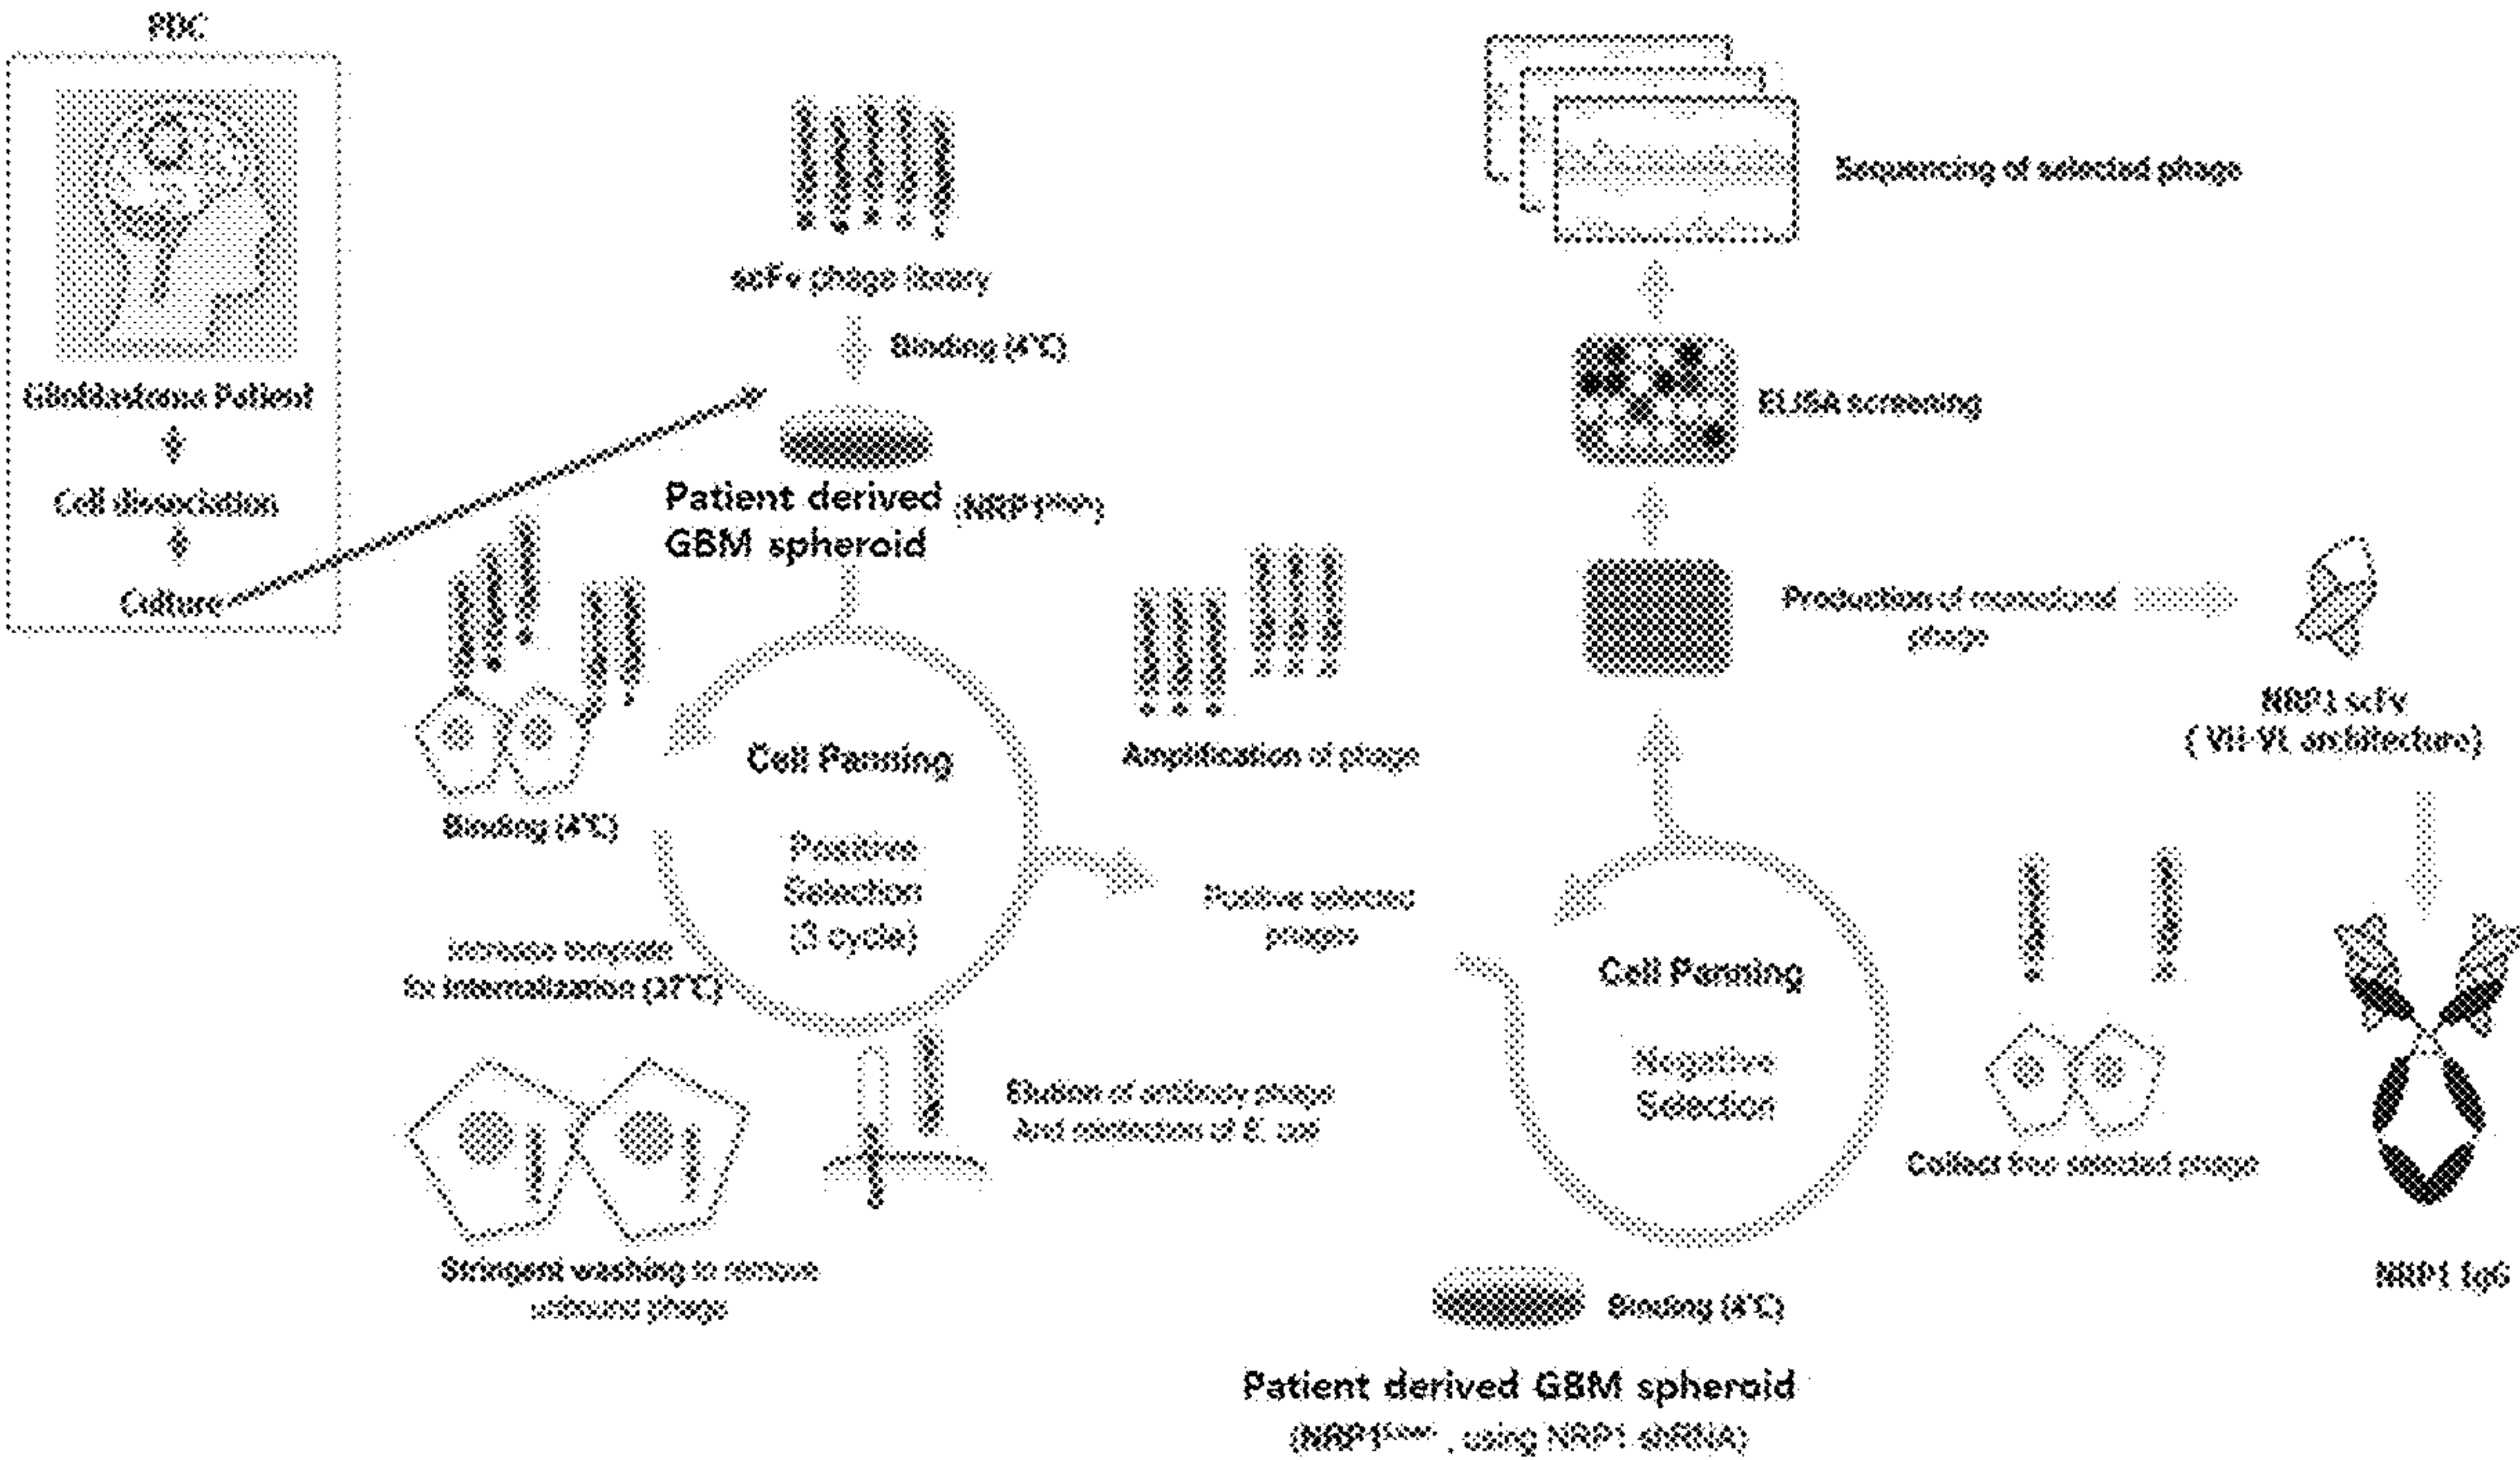 PDC
Glioblastoma Patient
Cell dissociation
Culture
scFv phage library
Binding (4°C)
Patient derived
GBM spheroid
Binding (4°C)
Cell Panning
Positive
Selection
(3 cycle)
for Internalization (37°C)
Stringent washing to remove
unbound phage
Elution of antibody phage
And reinfection of E. coli
Amplification of phage
Positive selected
phages
Sequencing of selected phage
ELISA screening
Production of monoclonal
phage
NRP1 scFv
( VH-VL architecture)
NRP1 IgG
Cell Panning
Negative
Selection
Collect free selected phage
Binding (4°C)
Patient derived GBM spheroid
, using NRP1 shRNA)